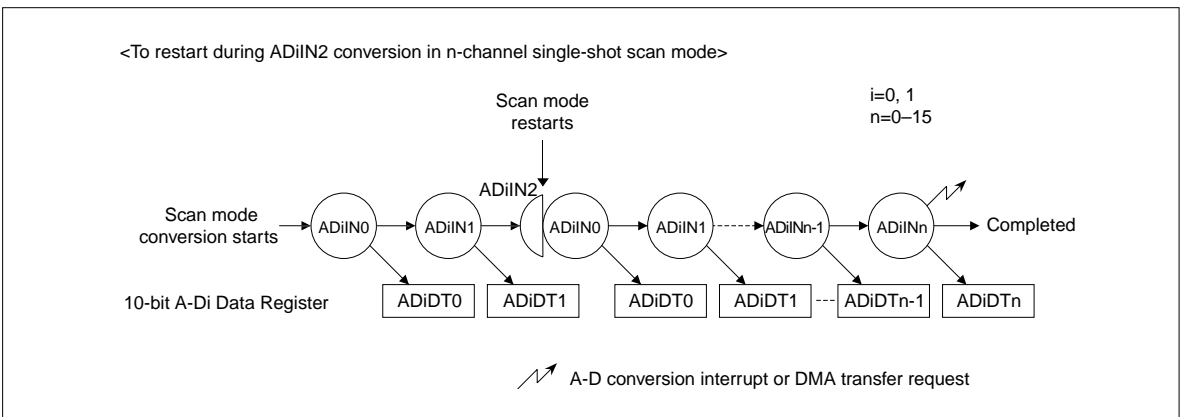 <To restart during ADiIN2 conversion in n-channel single-shot scan mode>
Scan mode
restarts
i=0, 1
n=0–15
ADiIN2
Scan mode
conversion starts
ADiIN0
ADiIN1
ADiIN0
ADiIN1
ADiINn-1
ADiINn
Completed
10-bit A-Di Data Register
ADiDT0
ADiDT1
ADiDT0
ADiDT1
ADiDTn-1
ADiDTn
A-D conversion interrupt or DMA transfer request